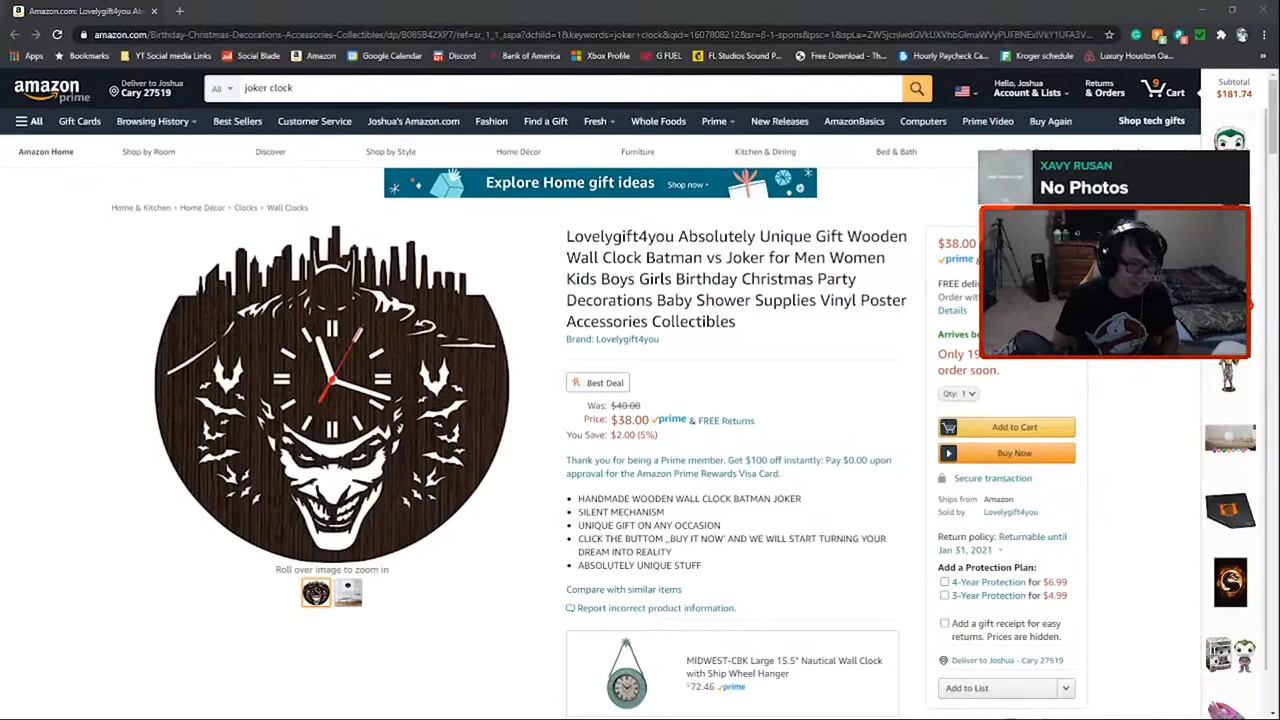 Amazon.com: Lovelygift4you Abs
amazon.com/Birthday-Christmas-Decorations-Accessories-Collectibles/dp/B085B42XP7/ref=sr_1_1_sspa?dchild=1&keywords=joker+clock&qid=1607808212&sr=8-1-spons&psc=1&spLa=
Apps
Bookmarks
YT Social media Links
Social Blade
Amazon
Google Calendar
Discord
Bank of America
Xbox Profile
G FUEL
FL Studios Sound P...
Free Download - Th...
Hourly Paycheck Ca...
Kroger schedule
Luxury Houston Oa...
amazon prime
Deliver to Joshua
Cary 27519
All
joker clock
Hello, Joshua
Account & Lists
Returns
& Orders
9
Cart
Subtotal
$181.74
All
Gift Cards
Browsing History
Best Sellers
Customer Service
Joshua's Amazon.com
Fashion
Find a Gift
Fresh
Whole Foods
Prime
New Releases
AmazonBasics
Computers
Prime Video
Buy Again
Shop tech gifts
Amazon Home
Shop by Room
Discover
Shop by Style
Home Décor
Furniture
Kitchen & Dining
Bed & Bath
Explore Home gift ideas
Shop now
XAVY RUSAN
No Photos
Home & Kitchen › Home Décor › Clocks › Wall Clocks
Lovelygift4you Absolutely Unique Gift Wooden
Wall Clock Batman vs Joker for Men Women
Kids Boys Girls Birthday Christmas Party
Decorations Baby Shower Supplies Vinyl Poster
Accessories Collectibles
Brand: Lovelygift4you
Best Deal
Was: $40.00
Price: $38.00 prime & FREE Returns
You Save: $2.00 (5%)
Thank you for being a Prime member. Get $100 off instantly: Pay $0.00 upon
approval for the Amazon Prime Rewards Visa Card.
HANDMADE WOODEN WALL CLOCK BATMAN JOKER
SILENT MECHANISM
UNIQUE GIFT ON ANY OCCASION
CLICK THE BUTTOM ,,BUY IT NOW' AND WE WILL START TURNING YOUR
DREAM INTO REALITY
ABSOLUTELY UNIQUE STUFF
Compare with similar items
Report incorrect product information.
Roll over image to zoom in
MIDWEST-CBK Large 15.5" Nautical Wall Clock
with Ship Wheel Hanger
$72.46 prime
$38.00
prime &
FREE deliv
Order with
Details
Arrives be
Only 19
order soon.
Qty: 1
Add to Cart
Buy Now
Secure transaction
Ships from Amazon
Sold by Lovelygift4you
Return policy: Returnable until
Jan 31, 2021
Add a Protection Plan:
4-Year Protection for $6.99
3-Year Protection for $4.99
Add a gift receipt for easy
returns. Prices are hidden.
Deliver to Joshua - Cary 27519
Add to List